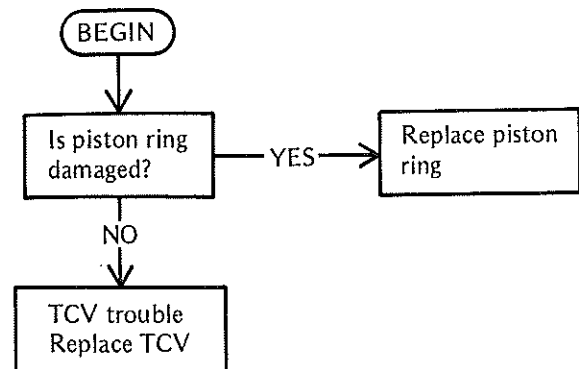 BEGIN
Is piston ring
damaged?
YES
Replace piston
ring
NO
TCV trouble
Replace TCV